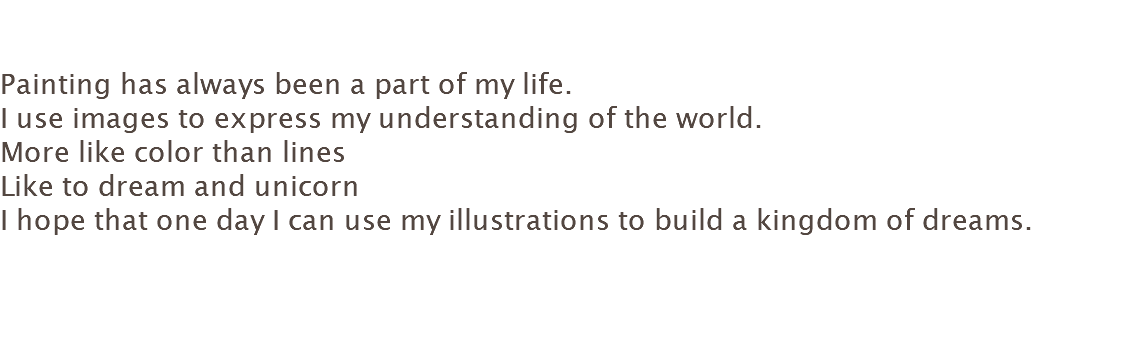 Painting has always been a part of my life.
I use images to express my understanding of the world.
More like color than lines
Like to dream and unicorn
I hope that one day I can use my illustrations to build a kingdom of dreams.